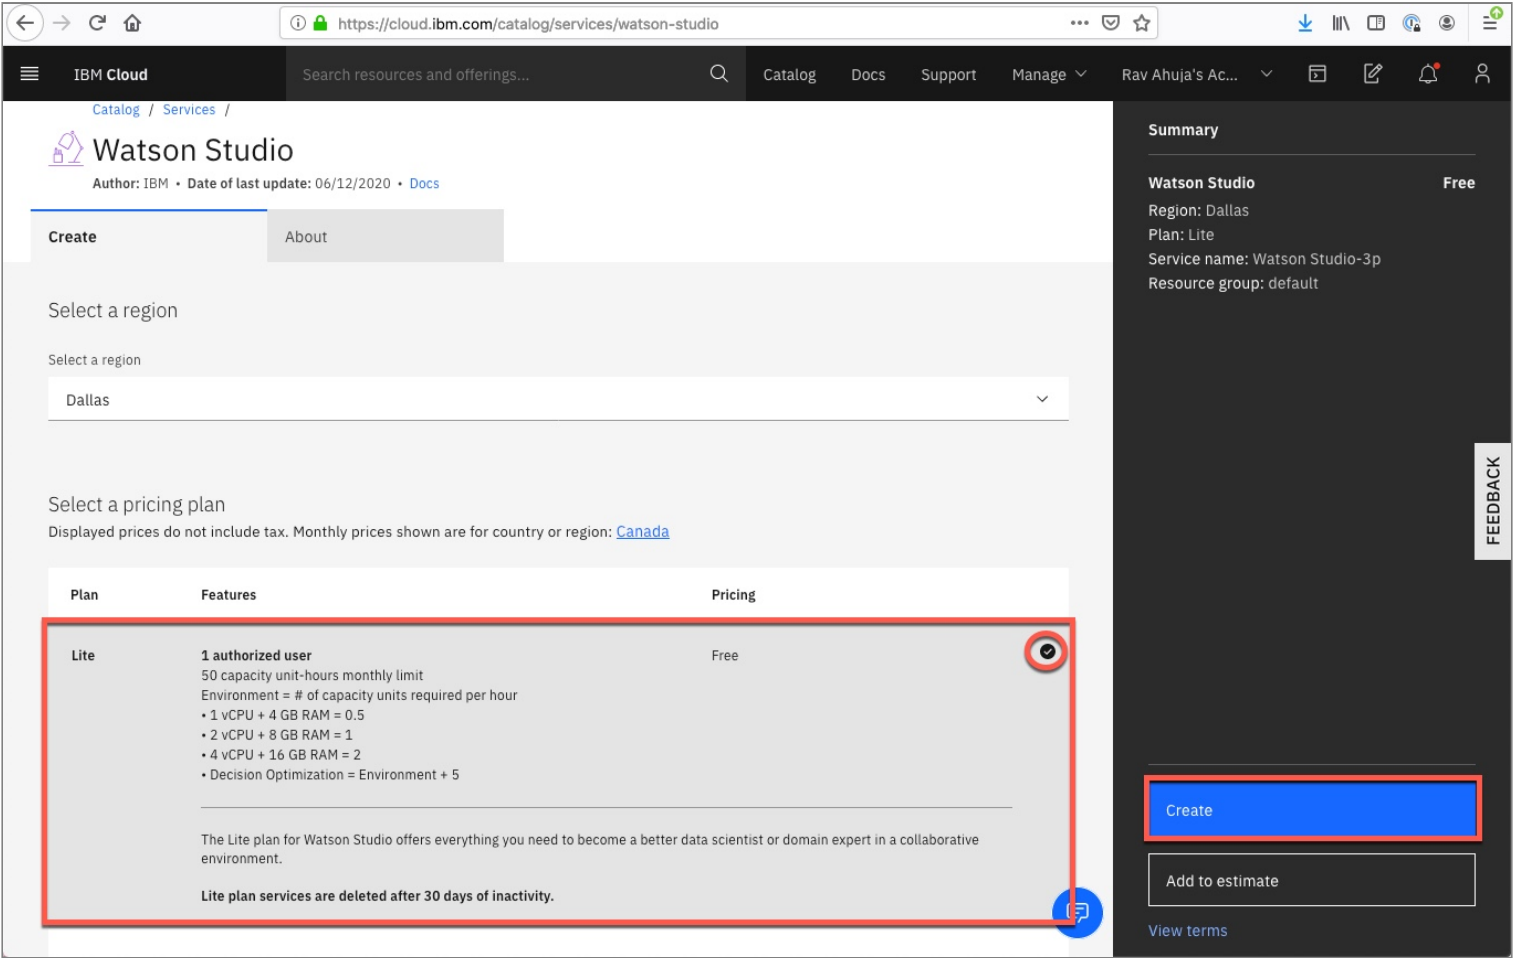 https://cloud.ibm.com/catalog/services/watson-studio
IBM Cloud
Search resources and offerings...
Catalog
Docs
Support
Manage
Rav Ahuja's Ac...
Catalog / Services /
Watson Studio
Author: IBM • Date of last update: 06/12/2020 • Docs
Create
About
Select a region
Select a region
Dallas
Select a pricing plan
Displayed prices do not include tax. Monthly prices shown are for country or region: Canada
Plan
Features
Pricing
Lite
1 authorized user
Free
50 capacity unit-hours monthly limit
Environment = # of capacity units required per hour
• 1 vCPU + 4 GB RAM = 0.5
• 2 vCPU + 8 GB RAM = 1
• 4 vCPU + 16 GB RAM = 2
• Decision Optimization = Environment + 5
The Lite plan for Watson Studio offers everything you need to become a better data scientist or domain expert in a collaborative
environment.
Lite plan services are deleted after 30 days of inactivity.
Summary
Watson Studio
Free
Region: Dallas
Plan: Lite
Service name: Watson Studio-3p
Resource group: default
FEEDBACK
Create
Add to estimate
View terms